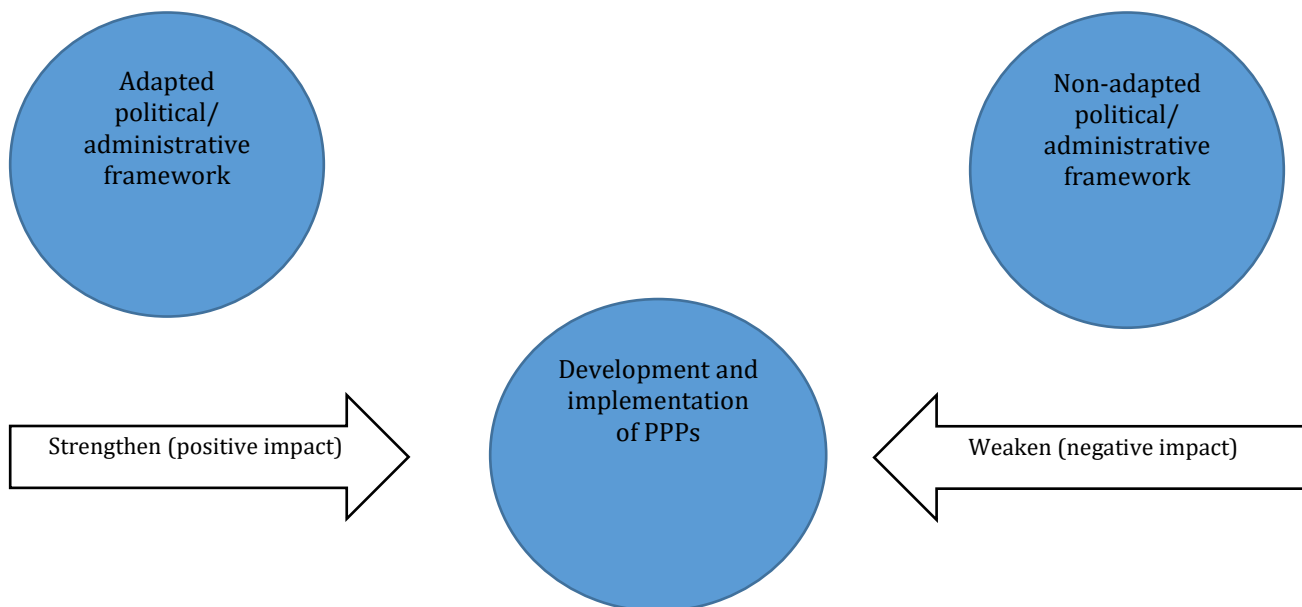 Adapted
political/
administrative
framework
Non-adapted
political/
administrative
framework
Development and
implementation
of PPPs
Strengthen (positive impact)
Weaken (negative impact)